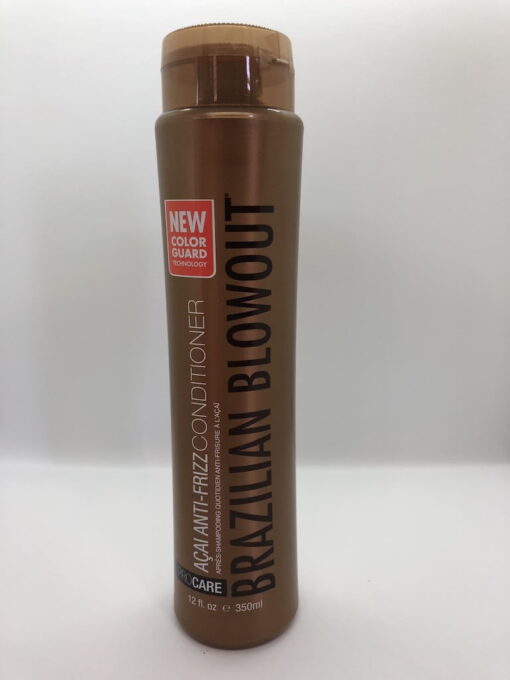 NEW
COLOR
GUARD
TECHNOLOGY
BRAZILIAN BLOWOUT®
AÇAI ANTI-FRIZZ CONDITIONER
APRÈS-SHAMPOOING QUOTIDIEN ANTI-FRISURE À L'AÇAÏ
PROCARE
12 fl. oz ℮ 350ml